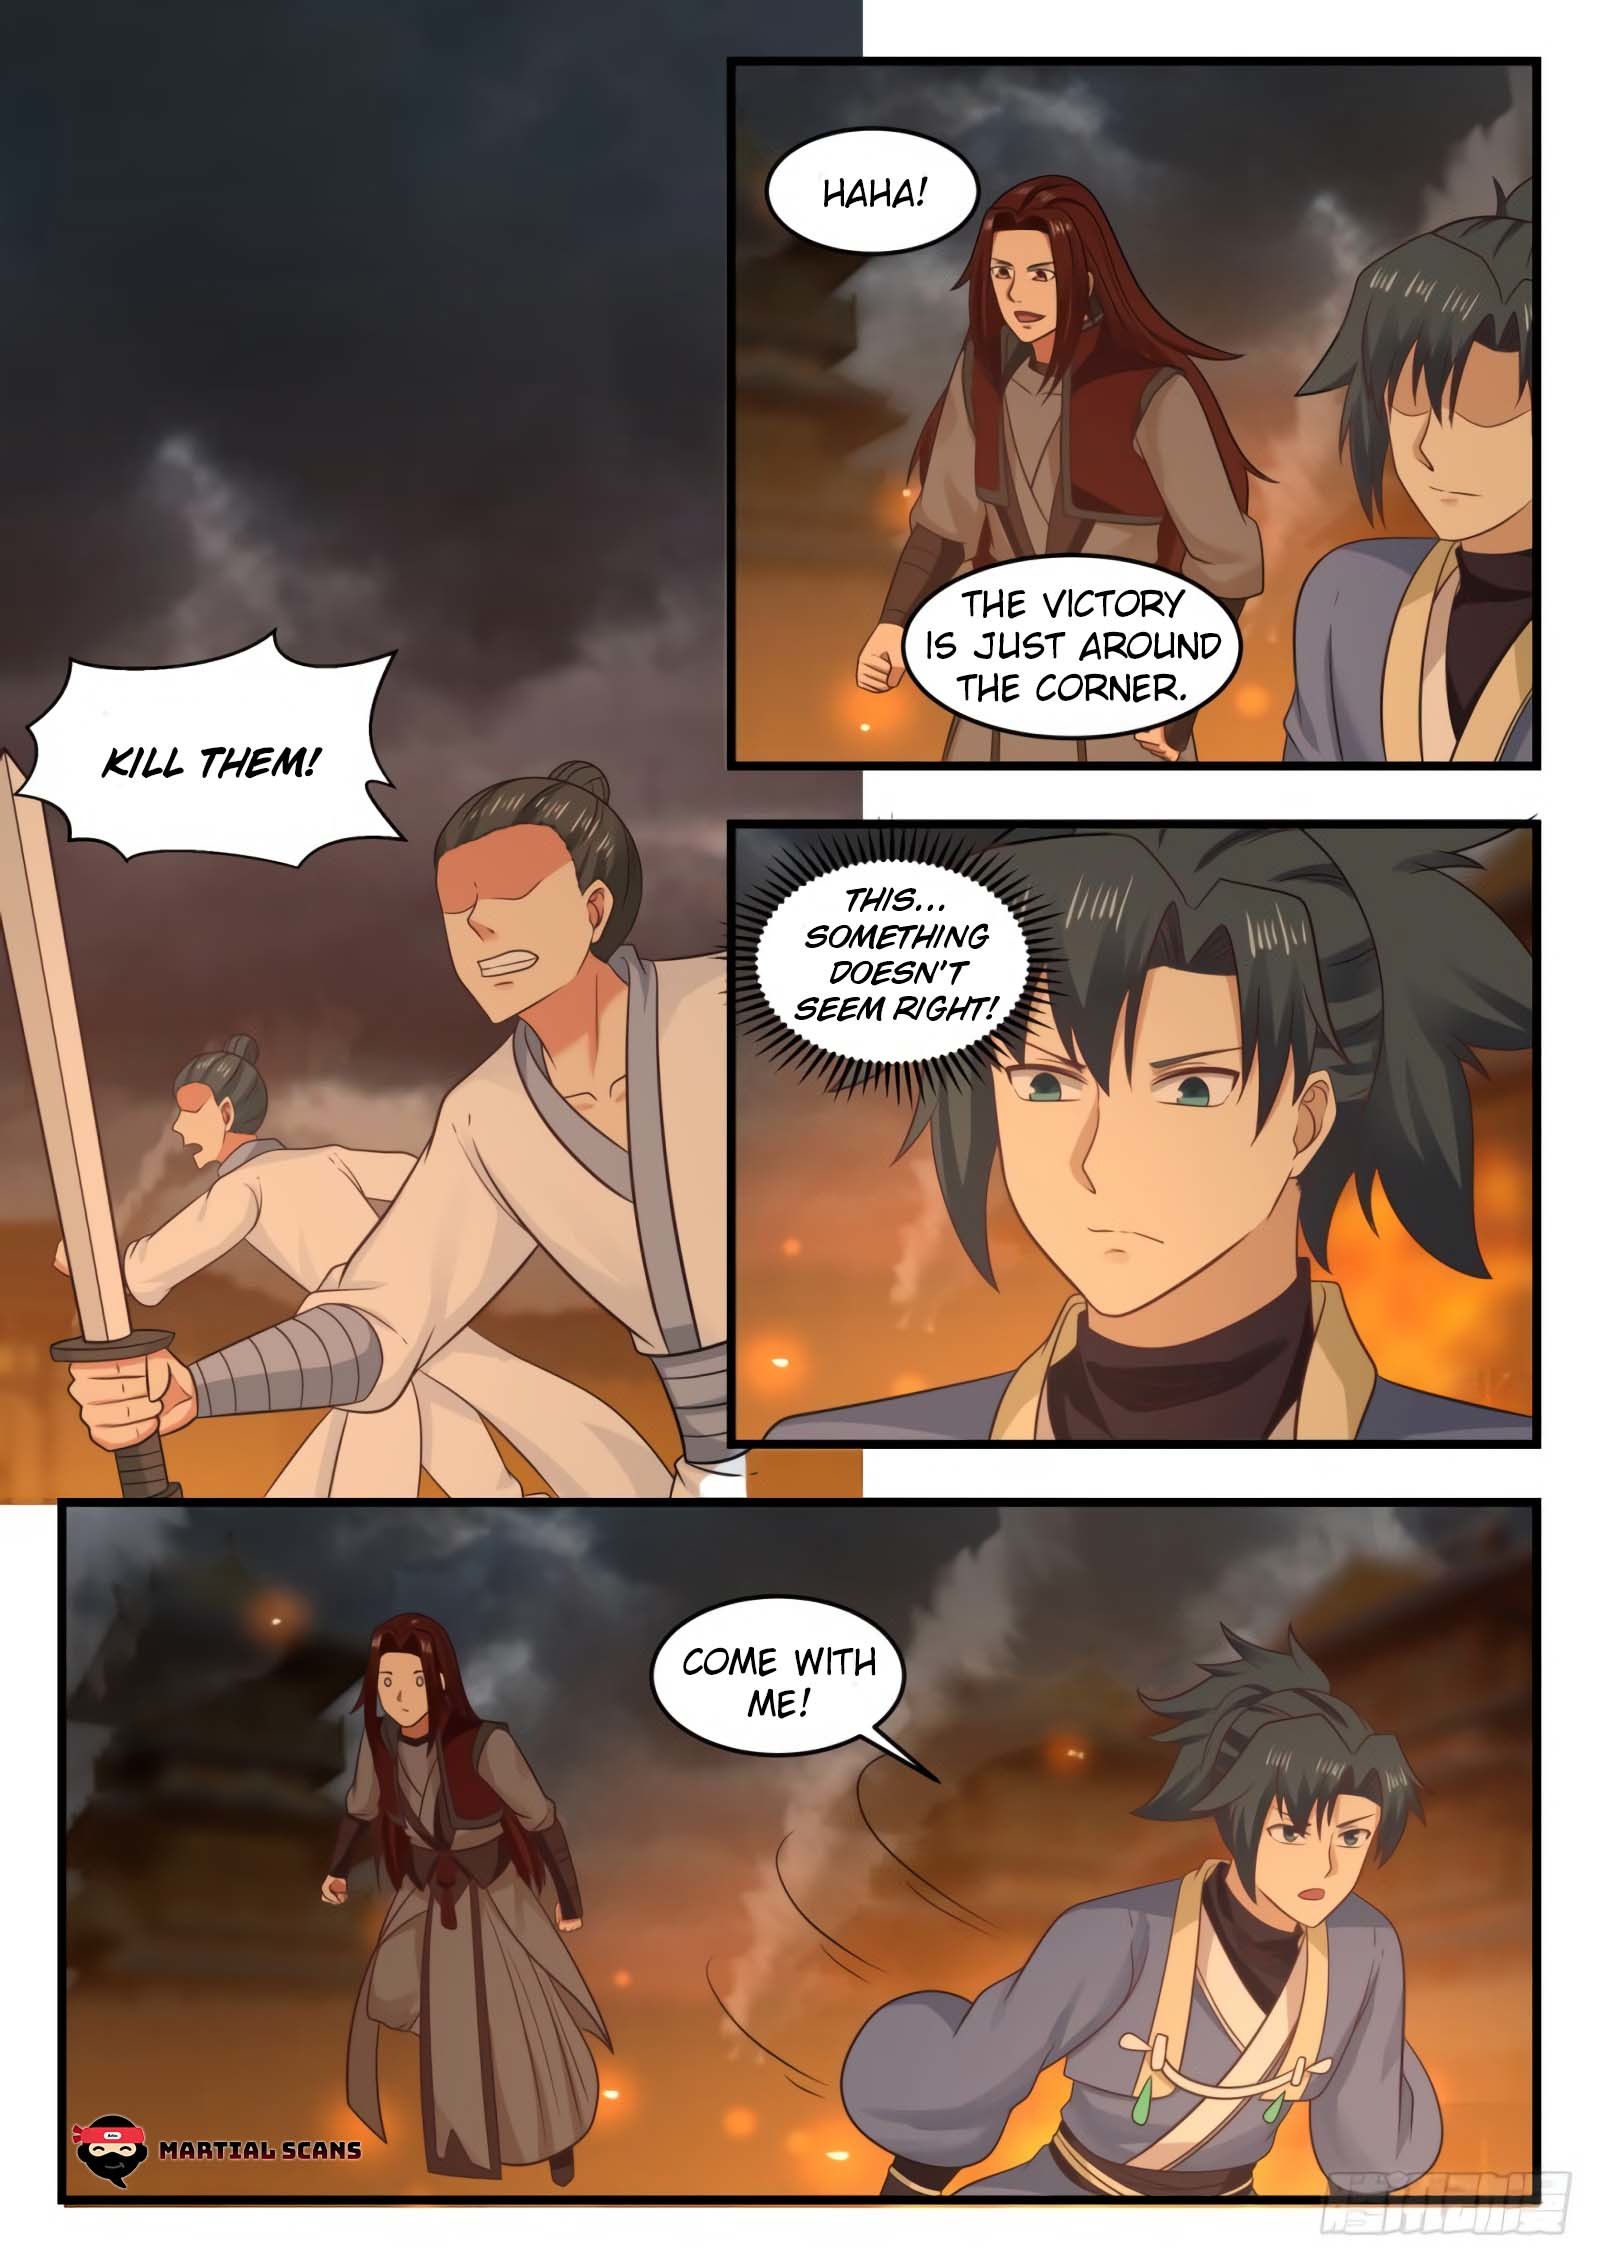 KILL THEM!
HAHA!
THE VICTORY
IS JUST AROUND
THE CORNER.
THIS...
SOMETHING
DOESN'T
SEEM RIGHT!
COME WITH
ME!
MARTIAL SCANS